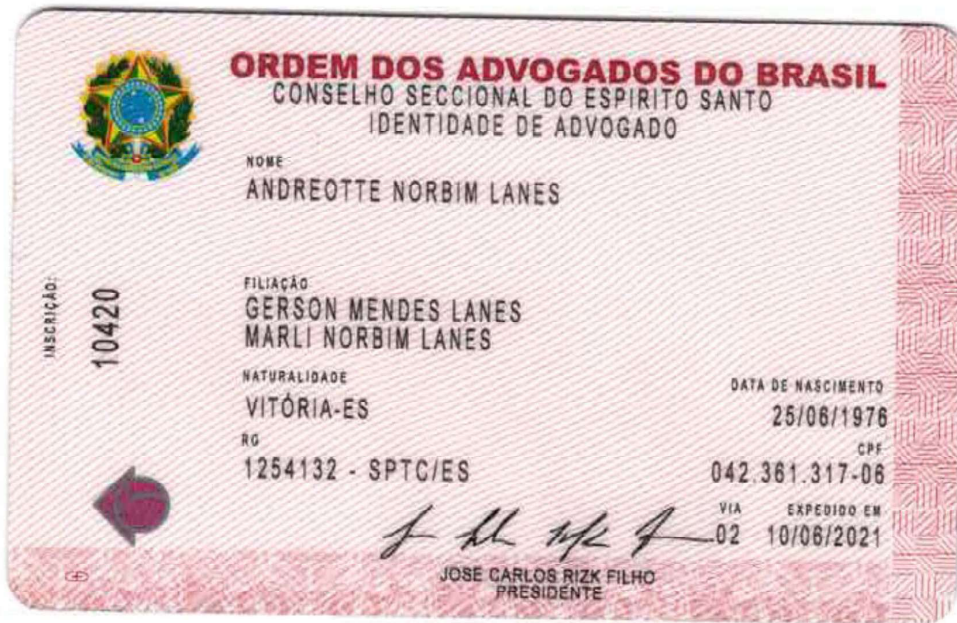 ORDEM DOS ADVOGADOS DO BRASIL
CONSELHO SECCIONAL DO ESPIRITO SANTO
IDENTIDADE DE ADVOGADO
NOME
ANDREOTTE NORBIM LANES
INSCRIÇÃO:
10420
FILIAÇÃO
GERSON MENDES LANES
MARLI NORBIM LANES
NATURALIDADE
VITÓRIA-ES
DATA DE NASCIMENTO
25/06/1976
RG
1254132 - SPTC/ES
CPF
042.361.317-06
VIA
02
EXPEDIDO EM
10/06/2021
JOSE CARLOS RIZK FILHO
PRESIDENTE